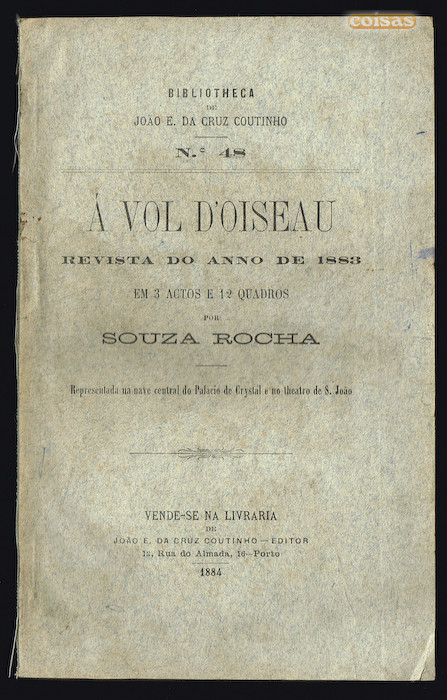 coisas
BIBLIOTHECA
DE
JOÃO E. DA CRUZ COUTINHO
N.º 48
Á VOL D'OISEAU
REVISTA DO ANNO DE 1883
EM 3 ACTOS E 12 QUADROS
POR
SOUZA ROCHA
Representada na nave central do Palacio de Crystal e no theatro de S. João
VENDE-SE NA LIVRARIA
DE
JOÃO E. DA CRUZ COUTINHO—EDITOR
12, Rua do Almada, 16—Porto
1884